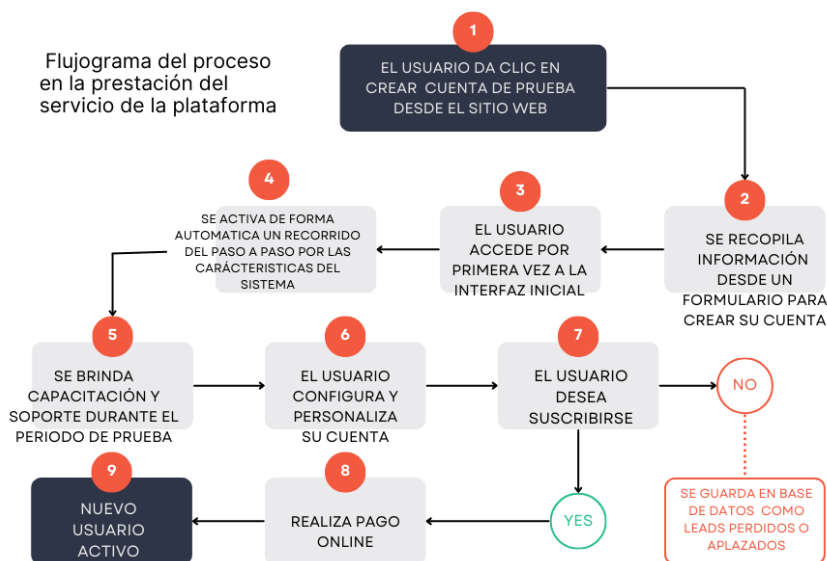 Flujograma del proceso
en la prestación del
servicio de la plataforma
1
EL USUARIO DA CLIC EN
CREAR CUENTA DE PRUEBA
DESDE EL SITIO WEB
2
SE RECOPILA
INFORMACIÓN
DESDE UN
FORMULARIO PARA
CREAR SU CUENTA
3
EL USUARIO
ACCEDE POR
PRIMERA VEZ A LA
INTERFAZ INICIAL
4
SE ACTIVA DE FORMA
AUTOMATICA UN RECORRIDO
DEL PASO A PASO POR LAS
CARÁCTERISTICAS DEL
SISTEMA
5
SE BRINDA
CAPACITACIÓN Y
SOPORTE DURANTE EL
PERIODO DE PRUEBA
6
EL USUARIO
CONFIGURA Y
PERSONALIZA
SU CUENTA
7
EL USUARIO
DESEA
SUSCRIBIRSE
NO
SE GUARDA EN BASE
DE DATOS COMO
LEADS PERDIDOS O
APLAZADOS
YES
8
REALIZA PAGO
ONLINE
9
NUEVO
USUARIO
ACTIVO